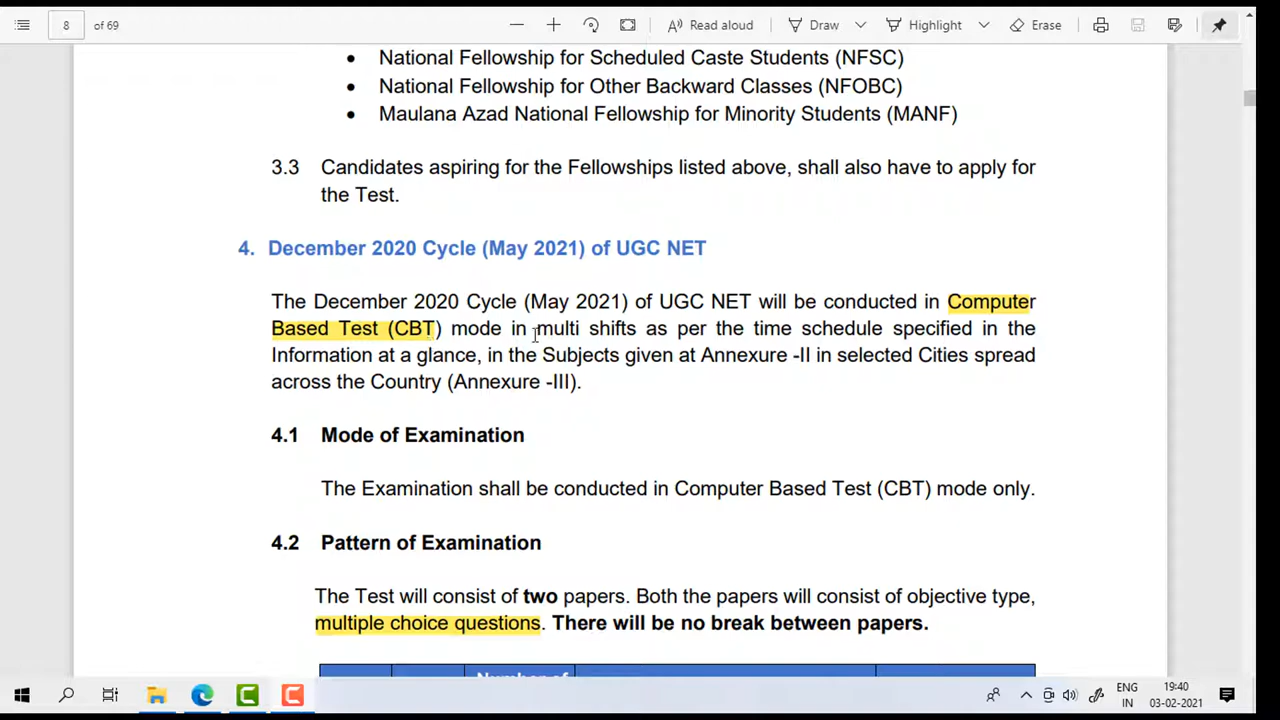 8 of 69
Read aloud
Draw
Highlight
Erase
• National Fellowship for Scheduled Caste Students (NFSC)
• National Fellowship for Other Backward Classes (NFOBC)
• Maulana Azad National Fellowship for Minority Students (MANF)
3.3 Candidates aspiring for the Fellowships listed above, shall also have to apply for
the Test.
4. December 2020 Cycle (May 2021) of UGC NET
The December 2020 Cycle (May 2021) of UGC NET will be conducted in Computer
Based Test (CBT) mode in multi shifts as per the time schedule specified in the
Information at a glance, in the Subjects given at Annexure -II in selected Cities spread
across the Country (Annexure -III).
4.1 Mode of Examination
The Examination shall be conducted in Computer Based Test (CBT) mode only.
4.2 Pattern of Examination
The Test will consist of two papers. Both the papers will consist of objective type,
multiple choice questions. There will be no break between papers.
Number of
ENG
IN
19:40
03-02-2021